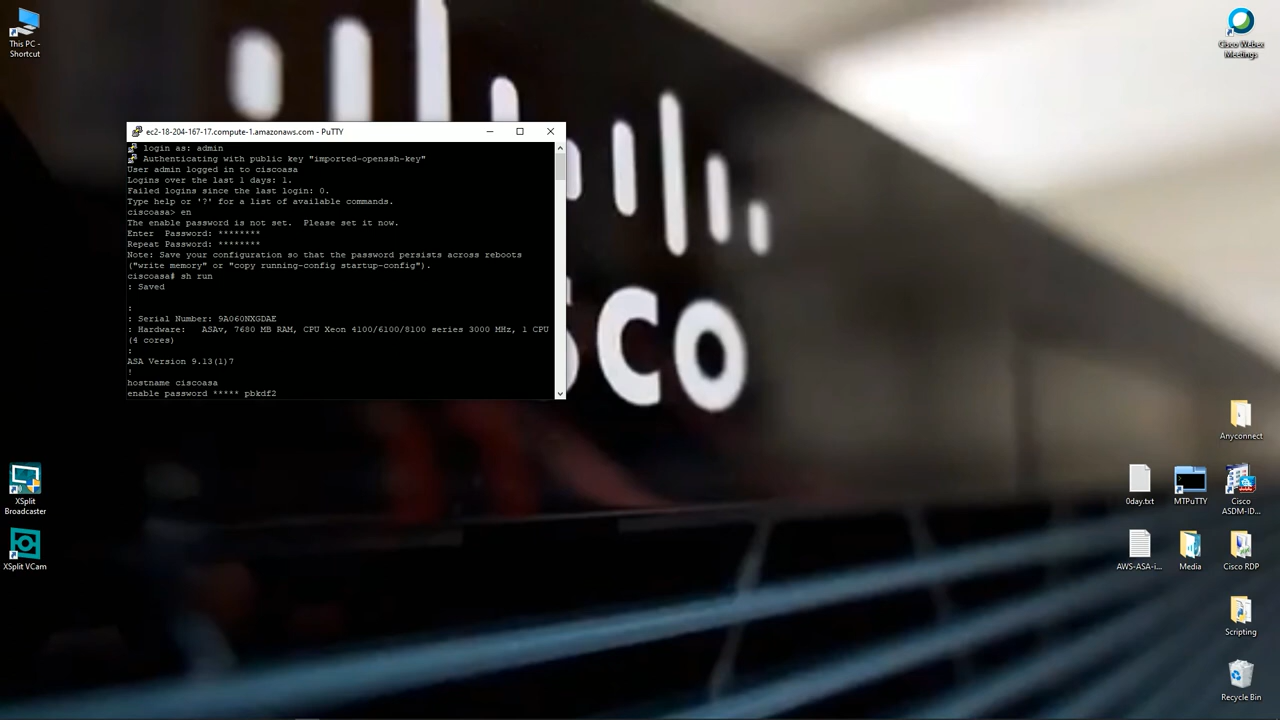 This PC -
Shortcut
Cisco Webex
Meetings
ec2-18-204-167-17.compute-1.amazonaws.com - PuTTY
login as: admin
Authenticating with public key "imported-openssh-key"
User admin logged in to ciscoasa
Logins over the last 1 days: 1.
Failed logins since the last login: 0.
Type help or '?' for a list of available commands.
ciscoasa> en
The enable password is not set.  Please set it now.
Enter  Password: ********
Repeat Password: ********
Note: Save your configuration so that the password persists across reboots
("write memory" or "copy running-config startup-config").
ciscoasa# sh run
: Saved

:
: Serial Number: 9A060NXGDAE
: Hardware:   ASAv, 7680 MB RAM, CPU Xeon 4100/6100/8100 series 3000 MHz, 1 CPU
(4 cores)
:
ASA Version 9.13(1)7
!
hostname ciscoasa
enable password ***** pbkdf2
SCO
Anyconnect
XSplit
Broadcaster
0day.txt
MTPuTTY
Cisco
ASDM-ID...
XSplit VCam
AWS-ASA-i...
Media
Cisco RDP
Scripting
Recycle Bin